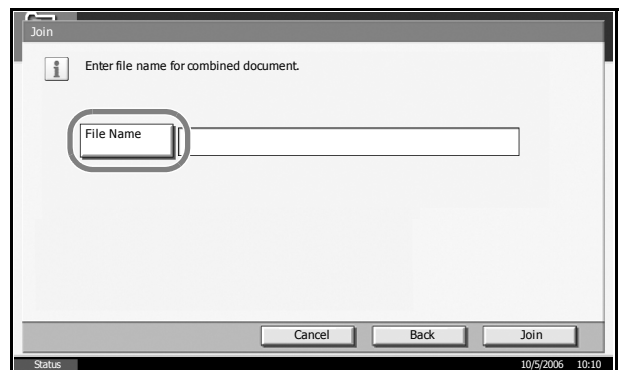 Join
Enter file name for combined document.
File Name
Cancel Back Join
Status 10/5/2006 10:10